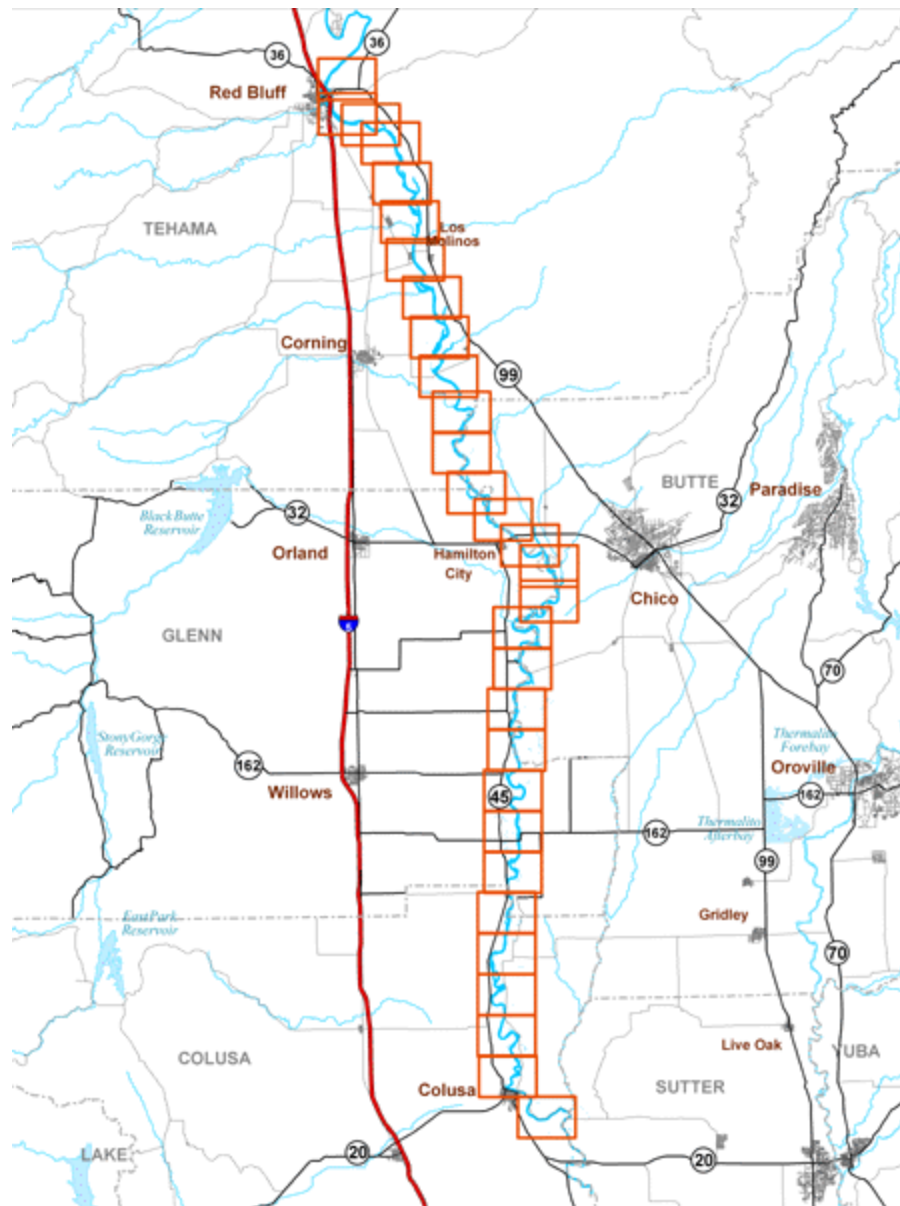 36
36
Red Bluff
TEHAMA
Los
Molinos
Corning
99
BUTTE
32
Paradise
Black Butte
Reservoir
32
Orland
Hamilton
City
Chico
5
GLENN
70
Stony Gorge
Reservoir
Thermalito
Forebay
Oroville
162
Willows
45
162
162
Thermalito
Afterbay
99
East Park
Reservoir
Gridley
70
Live Oak
YUBA
COLUSA
Colusa
SUTTER
LAKE
20
20